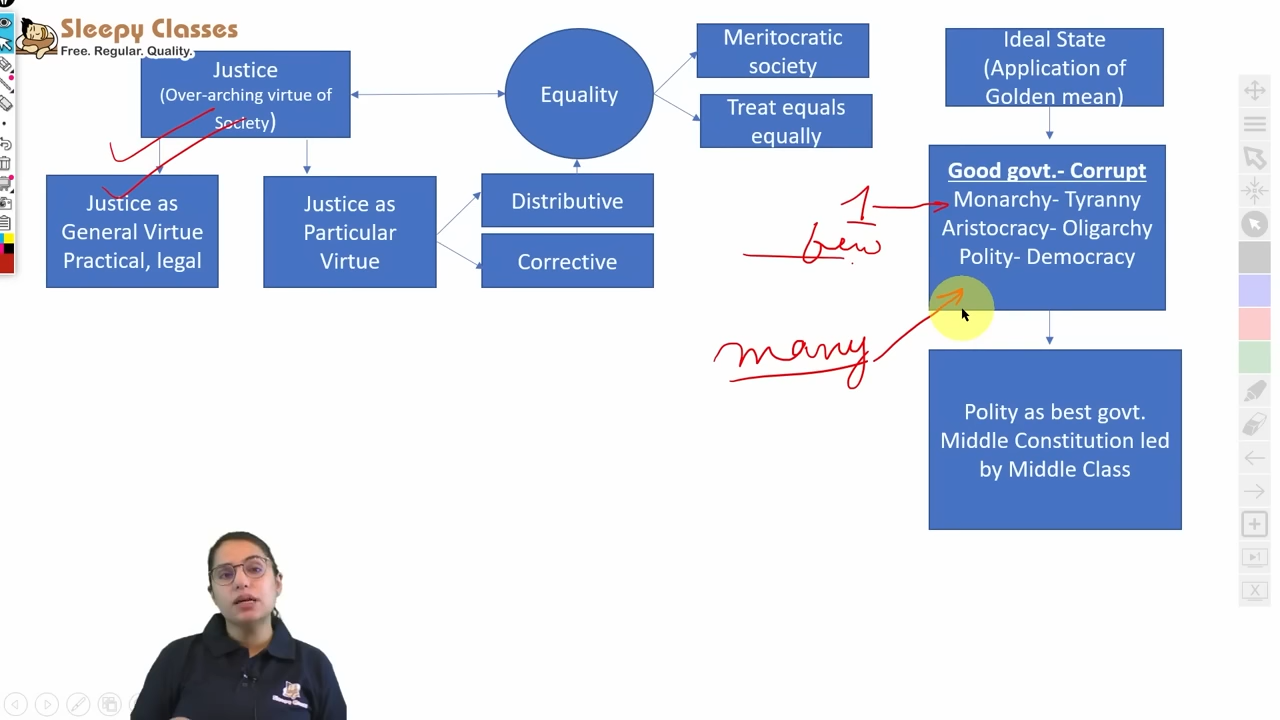 Sleepy Classes
Free. Regular. Quality.
Justice
(Over-arching virtue of
Society)
Equality
Meritocratic
society
Treat equals
equally
Ideal State
(Application of
Golden mean)
Justice as
General Virtue
Practical, legal
Justice as
Particular
Virtue
Distributive
Corrective
Good govt.- Corrupt
Monarchy- Tyranny
Aristocracy- Oligarchy
Polity- Democracy
1
few
many
Polity as best govt.
Middle Constitution led
by Middle Class